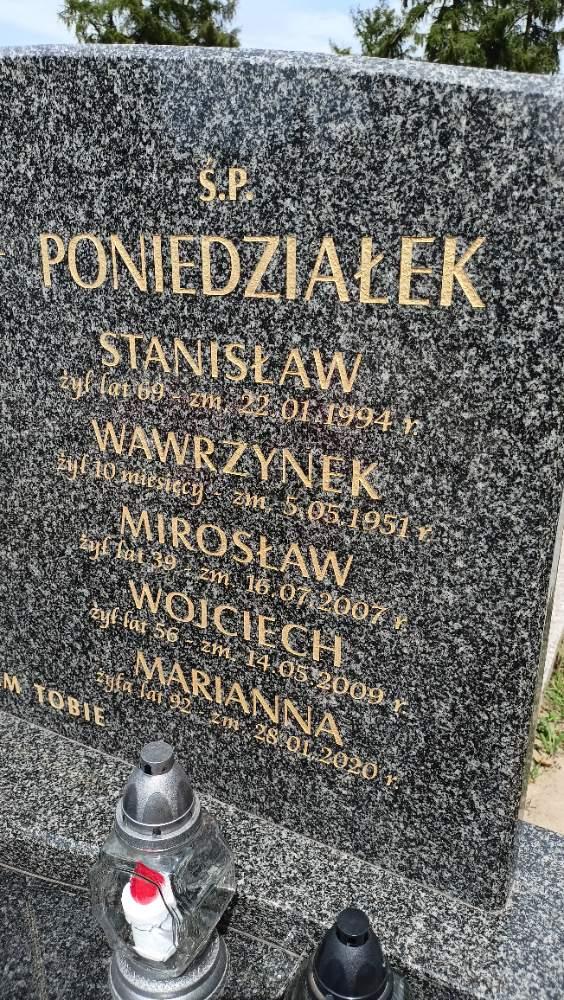 Ś.P.
PONIEDZIAŁEK
STANISŁAW
żył lat 69 - zm. 22.01.1994 r.
WAWRZYNEK
żył 10 miesięcy - zm. 5.05.1951 r.
MIROSŁAW
żył lat 39 - zm. 16.07.2007 r.
WOJCIECH
żył lat 56 - zm. 14.05.2009 r.
MARIANNA
żyła lat 92 - zm. 28.01.2020 r.
M TOBIE